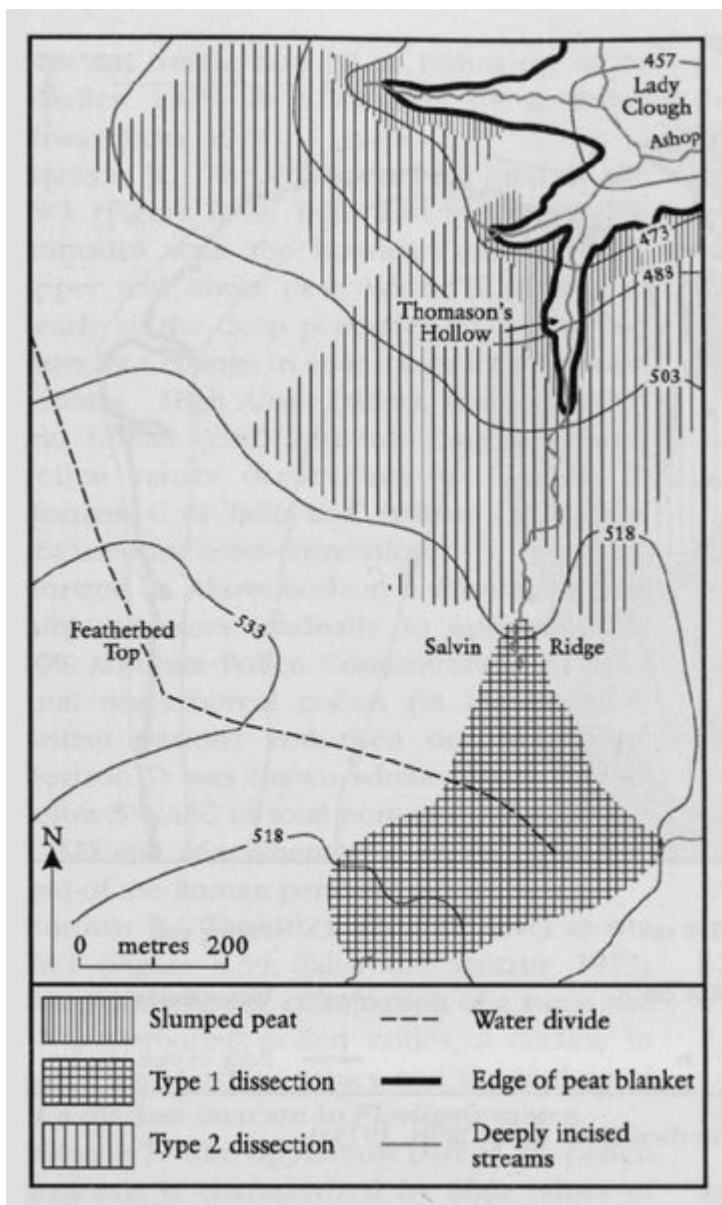 457
Lady
Clough
Ashop
473
488
Thomason's
Hollow
503
518
533
Featherbed
Top
Salvin Ridge
N
518
0 metres 200
Slumped peat
Water divide
Type 1 dissection
Edge of peat blanket
Type 2 dissection
Deeply incised
streams